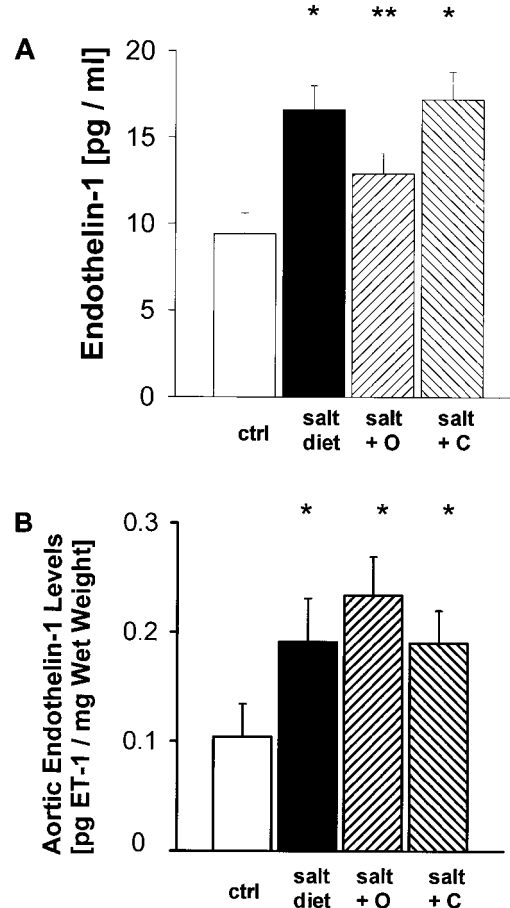 * ** *
A
Endothelin-1 [pg / ml]
20
15
10
5
0
ctrl
salt
diet
salt
+ O
salt
+ C
B
* * *
Aortic Endothelin-1 Levels
[pg ET-1 / mg Wet Weight]
0.3
0.2
0.1
0
ctrl
salt
diet
salt
+ O
salt
+ C